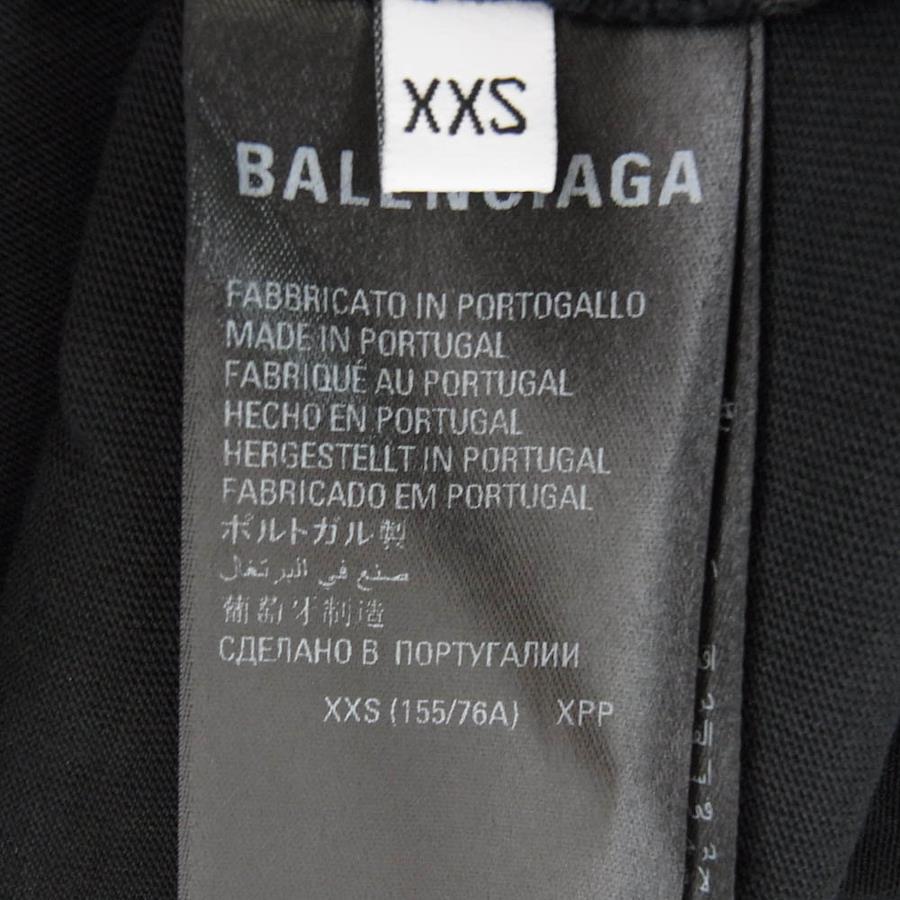 XXS
BALENCIAGA
FABBRICATO IN PORTOGALLO
MADE IN PORTUGAL
FABRIQUÉ AU PORTUGAL
HECHO EN PORTUGAL
HERGESTELLT IN PORTUGAL
FABRICADO EM PORTUGAL
ポルトガル製
صنع في البرتغال
葡萄牙制造
СДЕЛАНО В ПОРТУГАЛИИ
XXS (155/76A) XPP